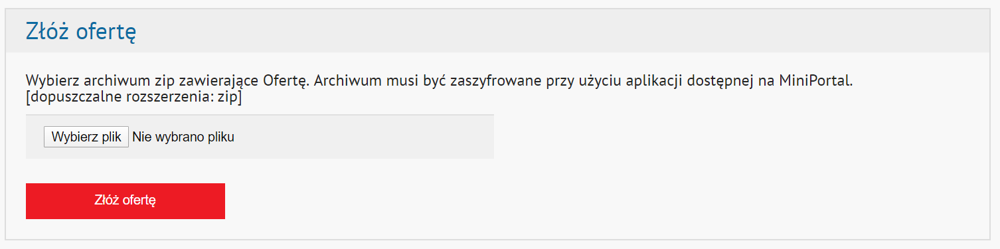 Złóż ofertę
Wybierz archiwum zip zawierające Ofertę. Archiwum musi być zaszyfrowane przy użyciu aplikacji dostępnej na MiniPortal.
[dopuszczalne rozszerzenia: zip]
Wybierz plik Nie wybrano pliku
Złóż ofertę